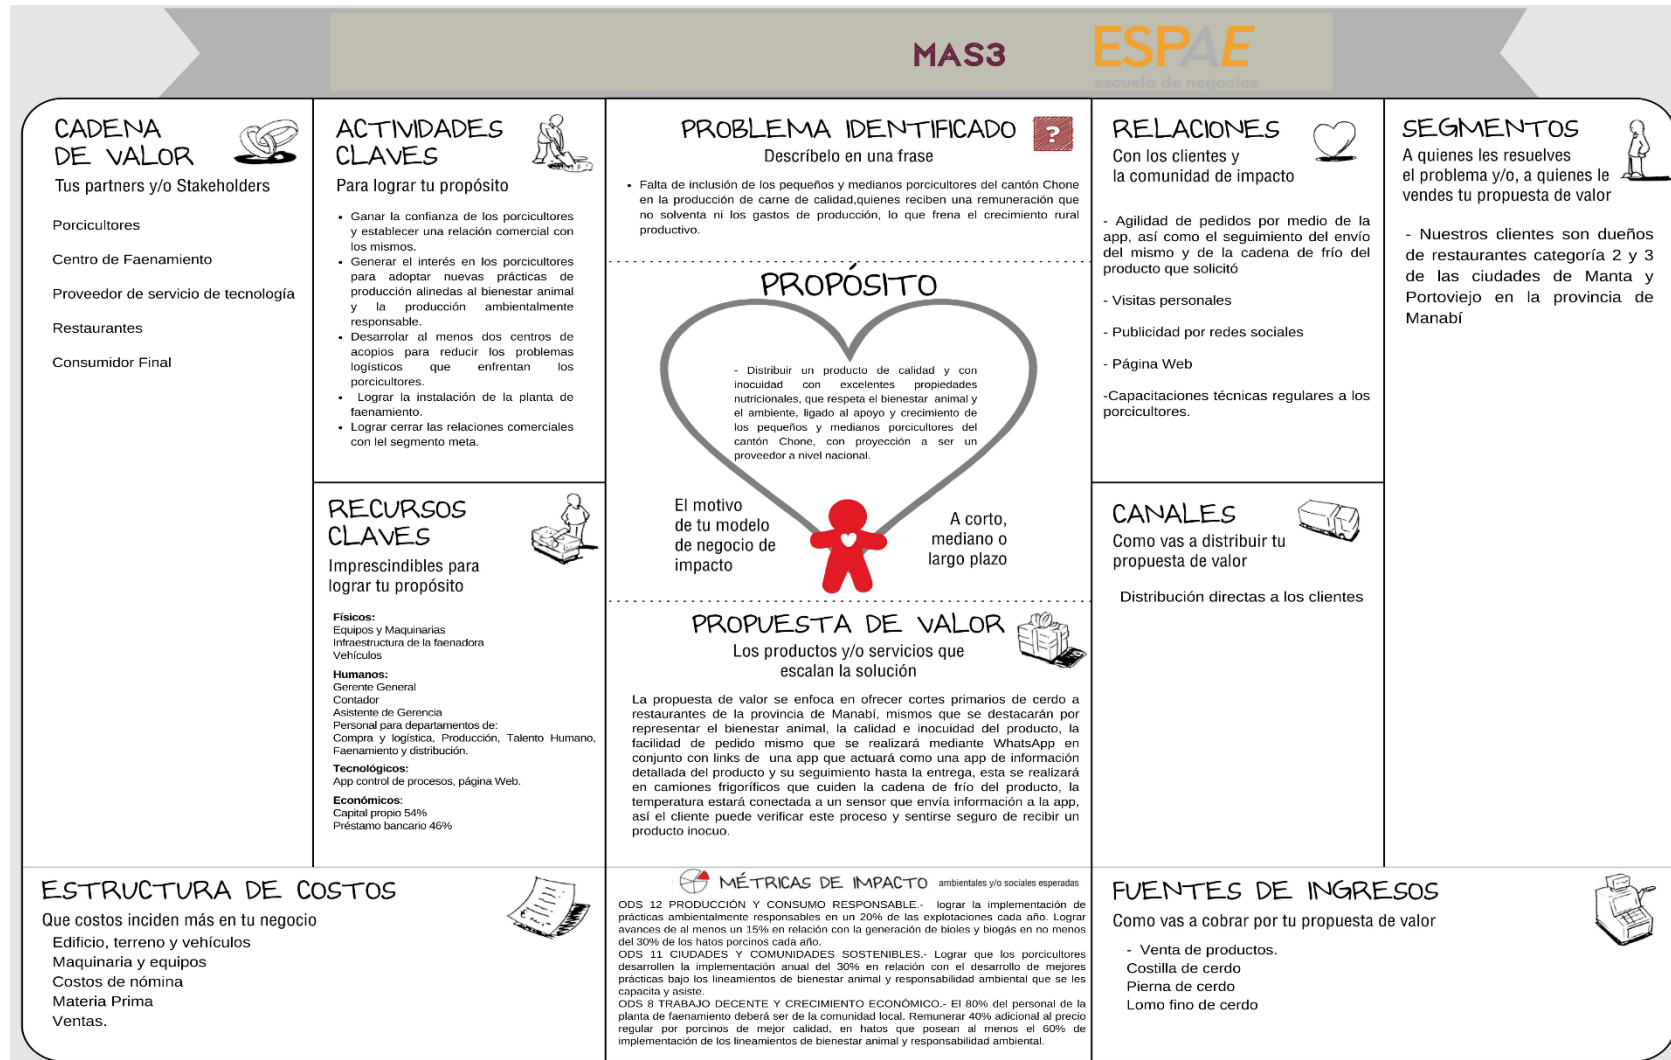 MAS3
ESPAE
escuela de negocios
CADENA
DE VALOR
Tus partners y/o Stakeholders
Porcicultores
Centro de Faenamiento
Proveedor de servicio de tecnología
Restaurantes
Consumidor Final
ACTIVIDADES
CLAVES
Para lograr tu propósito
• Ganar la confianza de los porcicultores
y establecer una relación comercial con
los mismos.
• Generar el interés en los porcicultores
para adoptar nuevas prácticas de
producción alinedas al bienestar animal
y la producción ambientalmente
responsable.
• Desarrolar al menos dos centros de
acopios para reducir los problemas
logísticos que enfrentan los
porcicultores.
• Lograr la instalación de la planta de
faenamiento.
• Lograr cerrar las relaciones comerciales
con lel segmento meta.
RECURSOS
CLAVES
Imprescindibles para
lograr tu propósito
Físicos:
Equipos y Maquinarias
Infraestructura de la faenadora
Vehículos
Humanos:
Gerente General
Contador
Asistente de Gerencia
Personal para departamentos de:
Compra y logística, Producción, Talento Humano,
Faenamiento y distribución.
Tecnológicos:
App control de procesos, página Web.
Económicos:
Capital propio 54%
Préstamo bancario 46%
PROBLEMA IDENTIFICADO
?
Descríbelo en una frase
• Falta de inclusión de los pequeños y medianos porcicultores del cantón Chone
en la producción de carne de calidad,quienes reciben una remuneración que
no solventa ni los gastos de producción, lo que frena el crecimiento rural
productivo.
PROPÓSITO
- Distribuir un producto de calidad y con
inocuidad con excelentes propiedades
nutricionales, que respeta el bienestar animal y
el ambiente, ligado al apoyo y crecimiento de
los pequeños y medianos porcicultores del
cantón Chone, con proyección a ser un
proveedor a nivel nacional.
El motivo
de tu modelo
de negocio de
impacto
A corto,
mediano o
largo plazo
PROPUESTA DE VALOR
Los productos y/o servicios que
escalan la solución
La propuesta de valor se enfoca en ofrecer cortes primarios de cerdo a
restaurantes de la provincia de Manabí, mismos que se destacarán por
representar el bienestar animal, la calidad e inocuidad del producto, la
facilidad de pedido mismo que se realizará mediante WhatsApp en
conjunto con links de una app que actuará como una app de información
detallada del producto y su seguimiento hasta la entrega, esta se realizará
en camiones frigoríficos que cuiden la cadena de frío del producto, la
temperatura estará conectada a un sensor que envía información a la app,
así el cliente puede verificar este proceso y sentirse seguro de recibir un
producto inocuo.
RELACIONES
Con los clientes y
la comunidad de impacto
- Agilidad de pedidos por medio de la
app, así como el seguimiento del envío
del mismo y de la cadena de frío del
producto que solicitó
- Visitas personales
- Publicidad por redes sociales
- Página Web
-Capacitaciones técnicas regulares a los
porcicultores.
CANALES
Como vas a distribuir tu
propuesta de valor
Distribución directas a los clientes
SEGMENTOS
A quienes les resuelves
el problema y/o, a quienes le
vendes tu propuesta de valor
- Nuestros clientes son dueños
de restaurantes categoría 2 y 3
de las ciudades de Manta y
Portoviejo en la provincia de
Manabí
ESTRUCTURA DE COSTOS
Que costos inciden más en tu negocio
Edificio, terreno y vehículos
Maquinaria y equipos
Costos de nómina
Materia Prima
Ventas.
MÉTRICAS DE IMPACTO ambientales y/o sociales esperadas
ODS 12 PRODUCCIÓN Y CONSUMO RESPONSABLE.- lograr la implementación de
prácticas ambientalmente responsables en un 20% de las explotaciones cada año. Lograr
avances de al menos un 15% en relación con la generación de bioles y biogás en no menos
del 30% de los hatos porcinos cada año.
ODS 11 CIUDADES Y COMUNIDADES SOSTENIBLES.- Lograr que los porcicultores
desarrollen la implementación anual del 30% en relación con el desarrollo de mejores
prácticas bajo los lineamientos de bienestar animal y responsabilidad ambiental que se les
capacita y asiste.
ODS 8 TRABAJO DECENTE Y CRECIMIENTO ECONÓMICO.- El 80% del personal de la
planta de faenamiento deberá ser de la comunidad local. Remunerar 40% adicional al precio
regular por porcinos de mejor calidad, en hatos que posean al menos el 60% de
implementación de los lineamientos de bienestar animal y responsabilidad ambiental.
FUENTES DE INGRESOS
Como vas a cobrar por tu propuesta de valor
- Venta de productos.
Costilla de cerdo
Pierna de cerdo
Lomo fino de cerdo